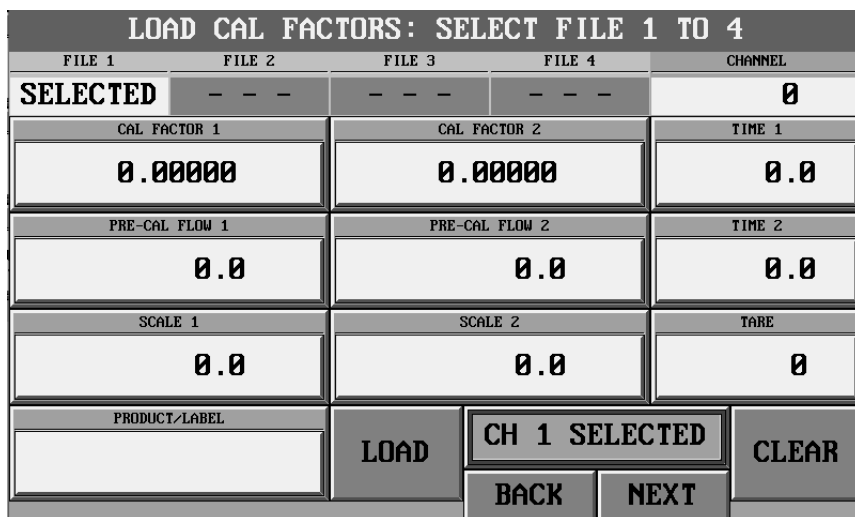 LOAD CAL FACTORS: SELECT FILE 1 TO 4
FILE 1 FILE 2 FILE 3 FILE 4 CHANNEL
SELECTED - - - - - - - - - 0
CAL FACTOR 1 CAL FACTOR 2 TIME 1
0.00000 0.00000 0.0
PRE-CAL FLOW 1 PRE-CAL FLOW 2 TIME 2
0.0 0.0 0.0
SCALE 1 SCALE 2 TARE
0.0 0.0 0
PRODUCT/LABEL
LOAD CH 1 SELECTED CLEAR
BACK NEXT